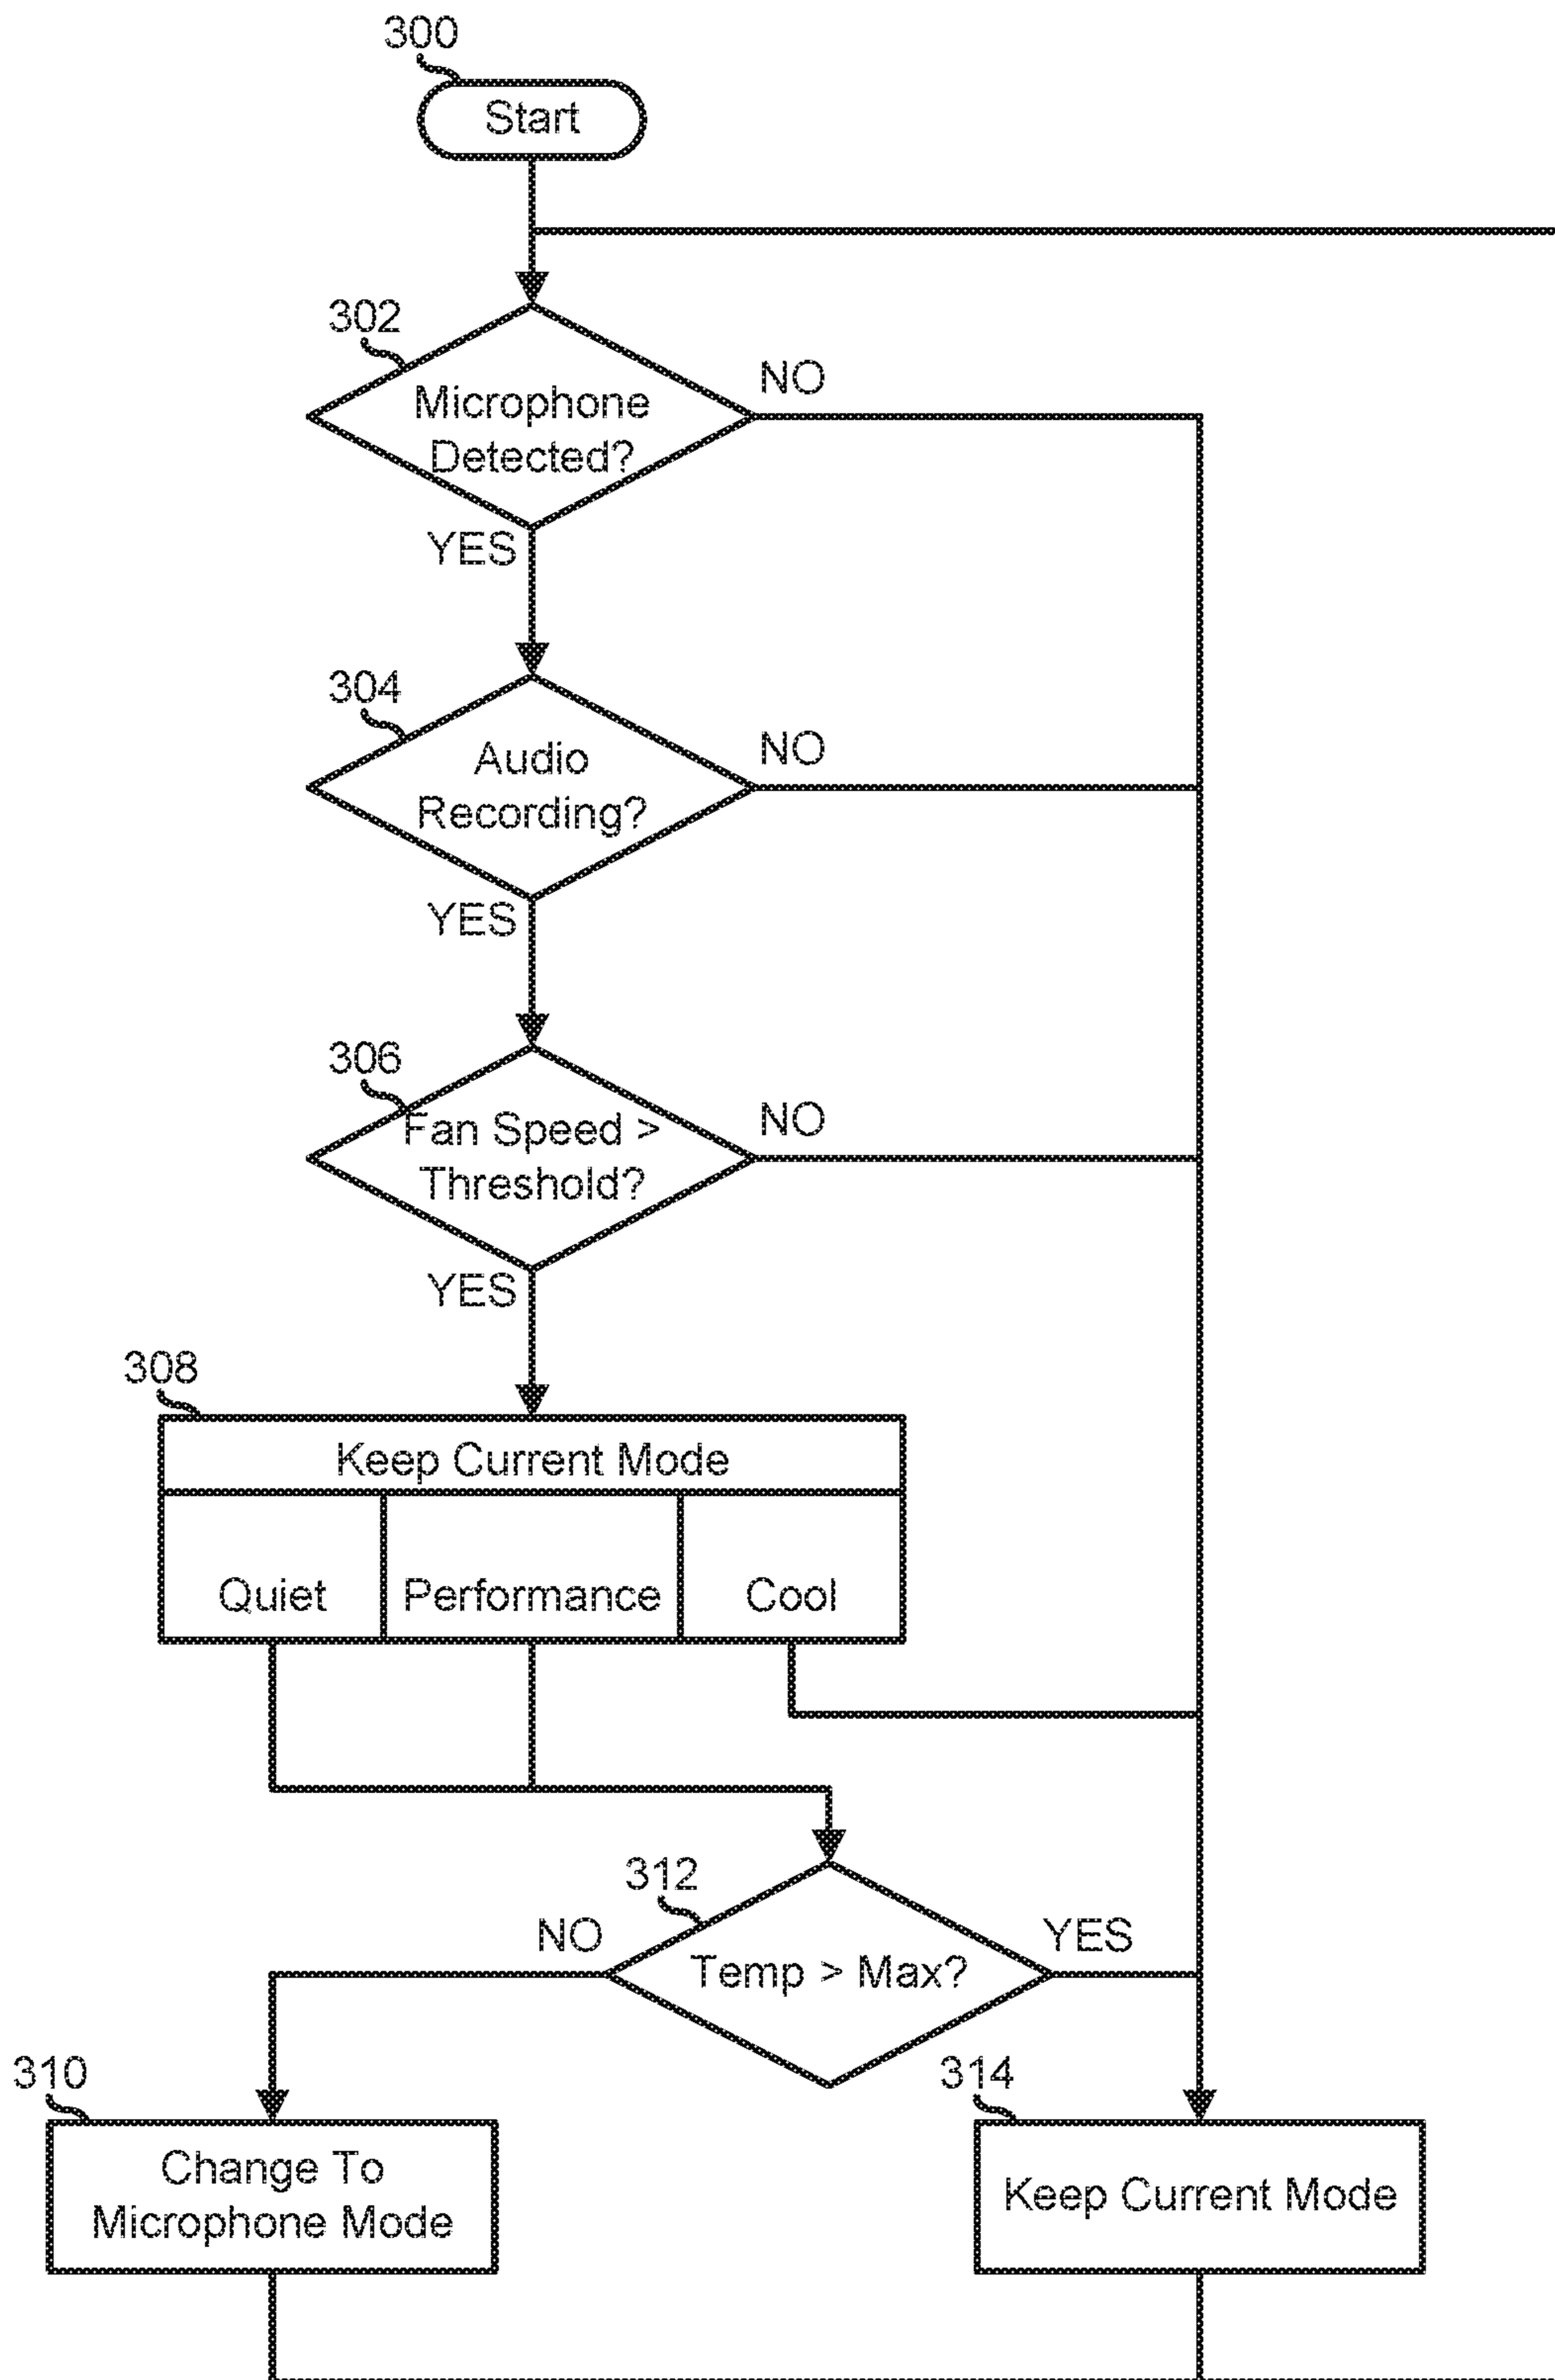 300
Start
302
NO
Microphone
Detected?
YES
304
NO
Audio
Recording?
YES
306
NO
Fan Speed >
Threshold?
YES
308
Keep Current Mode
Quiet
Performance
Cool
312
NO
YES
Temp > Max?
310
314
Change To
Microphone Mode
Keep Current Mode